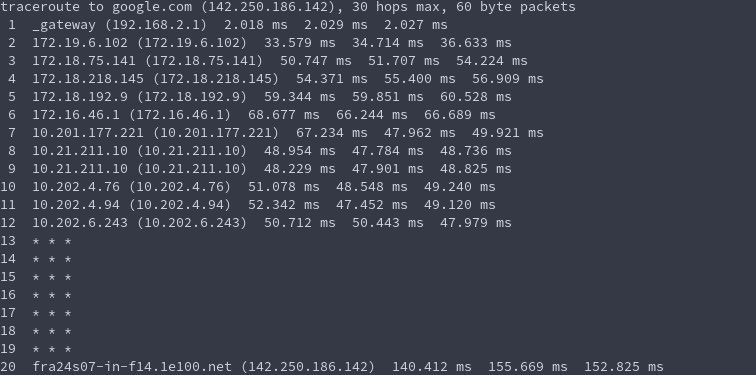 traceroute to google.com (142.250.186.142), 30 hops max, 60 byte packets
 1  _gateway (192.168.2.1)  2.018 ms  2.029 ms  2.027 ms
 2  172.19.6.102 (172.19.6.102)  33.579 ms  34.714 ms  36.633 ms
 3  172.18.75.141 (172.18.75.141)  50.747 ms  51.707 ms  54.224 ms
 4  172.18.218.145 (172.18.218.145)  54.371 ms  55.400 ms  56.909 ms
 5  172.18.192.9 (172.18.192.9)  59.344 ms  59.851 ms  60.528 ms
 6  172.16.46.1 (172.16.46.1)  68.677 ms  66.244 ms  66.689 ms
 7  10.201.177.221 (10.201.177.221)  67.234 ms  47.962 ms  49.921 ms
 8  10.21.211.10 (10.21.211.10)  48.954 ms  47.784 ms  48.736 ms
 9  10.21.211.10 (10.21.211.10)  48.229 ms  47.901 ms  48.825 ms
10  10.202.4.76 (10.202.4.76)  51.078 ms  48.548 ms  49.240 ms
11  10.202.4.94 (10.202.4.94)  52.342 ms  47.452 ms  49.120 ms
12  10.202.6.243 (10.202.6.243)  50.712 ms  50.443 ms  47.979 ms
13  * * *
14  * * *
15  * * *
16  * * *
17  * * *
18  * * *
19  * * *
20  fra24s07-in-f14.1e100.net (142.250.186.142)  140.412 ms  155.669 ms  152.825 ms